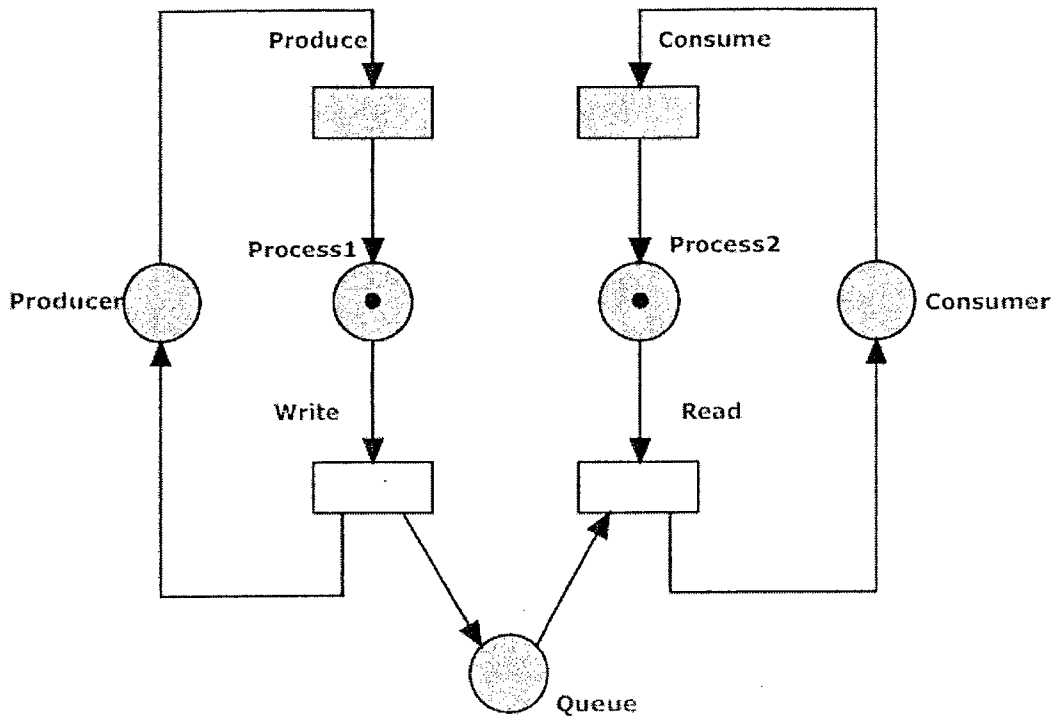 Produce
Consume
Process1
Process2
Producer
Consumer
Write
Read
Queue